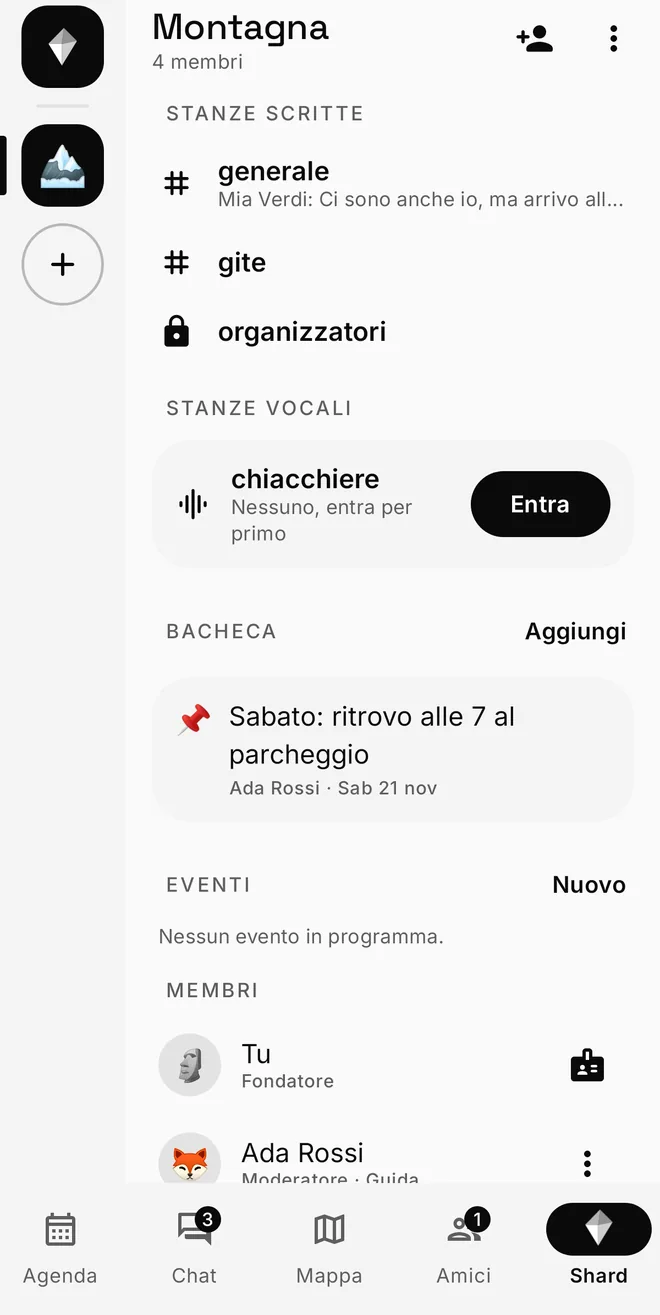 Montagna
4 membri
STANZE SCRITTE
generale
Mia Verdi: Ci sono anche io, ma arrivo all...
gite
organizzatori
STANZE VOCALI
chiacchiere
Nessuno, entra per
primo
Entra
BACHECA
Aggiungi
Sabato: ritrovo alle 7 al
parcheggio
Ada Rossi · Sab 21 nov
EVENTI
Nuovo
Nessun evento in programma.
MEMBRI
Tu
Fondatore
Ada Rossi
Moderatore · Guida
3
1
Agenda
Chat
Mappa
Amici
Shard